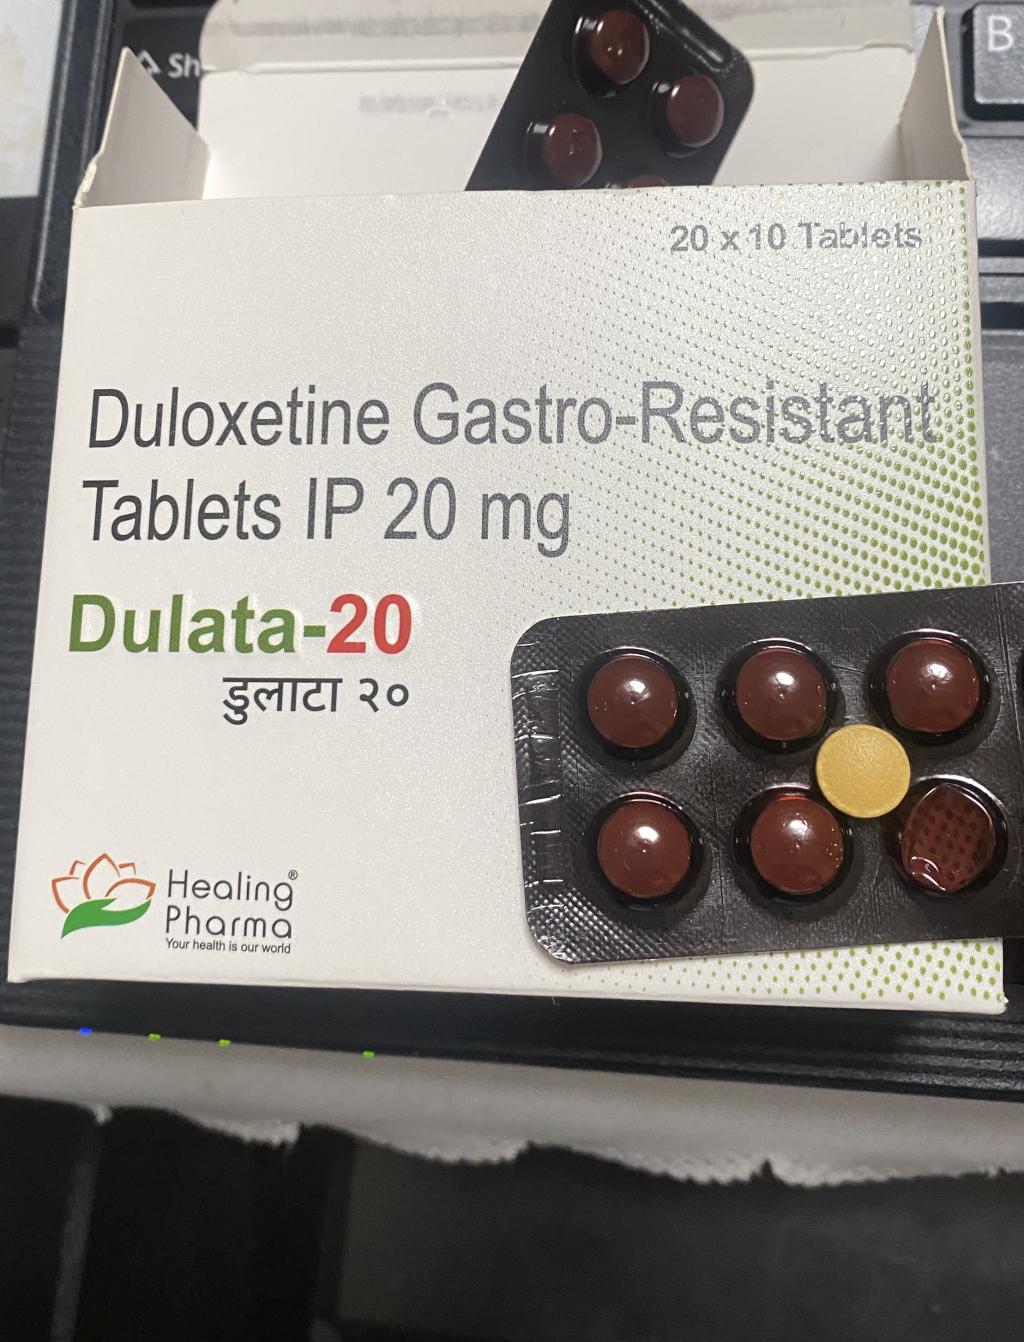 Sh
B
20 x 10 Tablets
Duloxetine Gastro-Resistant
Tablets IP 20 mg
Dulata-20
डुलाटा २०
Healing®
Pharma
Your health is our world